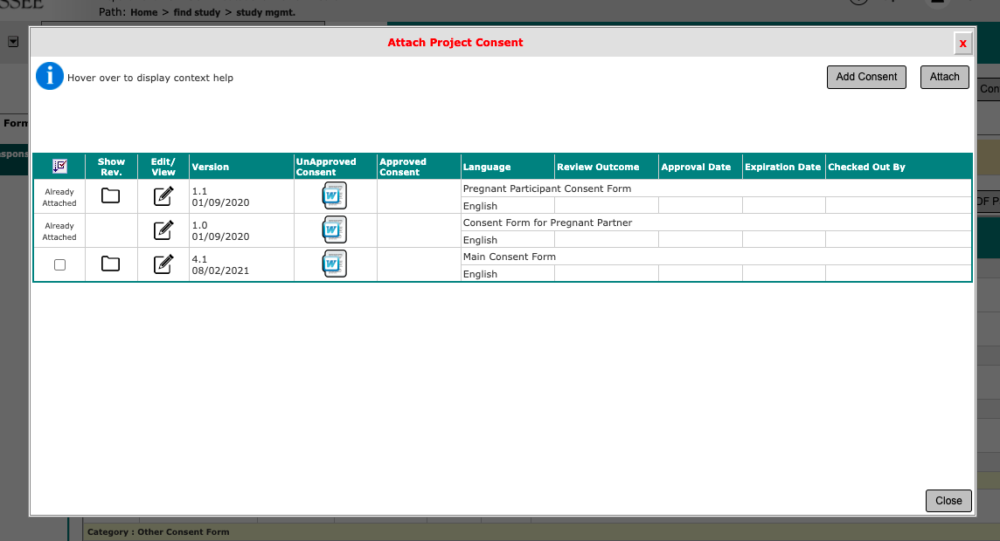 Path: Home > find study > study mgmt.
Attach Project Consent
x
i
Hover over to display context help
Add Consent
Attach
Con
Form
spons
Show Rev.
Edit/ View
Version
UnApproved Consent
Approved Consent
Language
Review Outcome
Approval Date
Expiration Date
Checked Out By
Already Attached
1.1
01/09/2020
W
Pregnant Participant Consent Form
English
Already Attached
1.0
01/09/2020
W
Consent Form for Pregnant Partner
English
4.1
08/02/2021
W
Main Consent Form
English
Close
Category : Other Consent Form